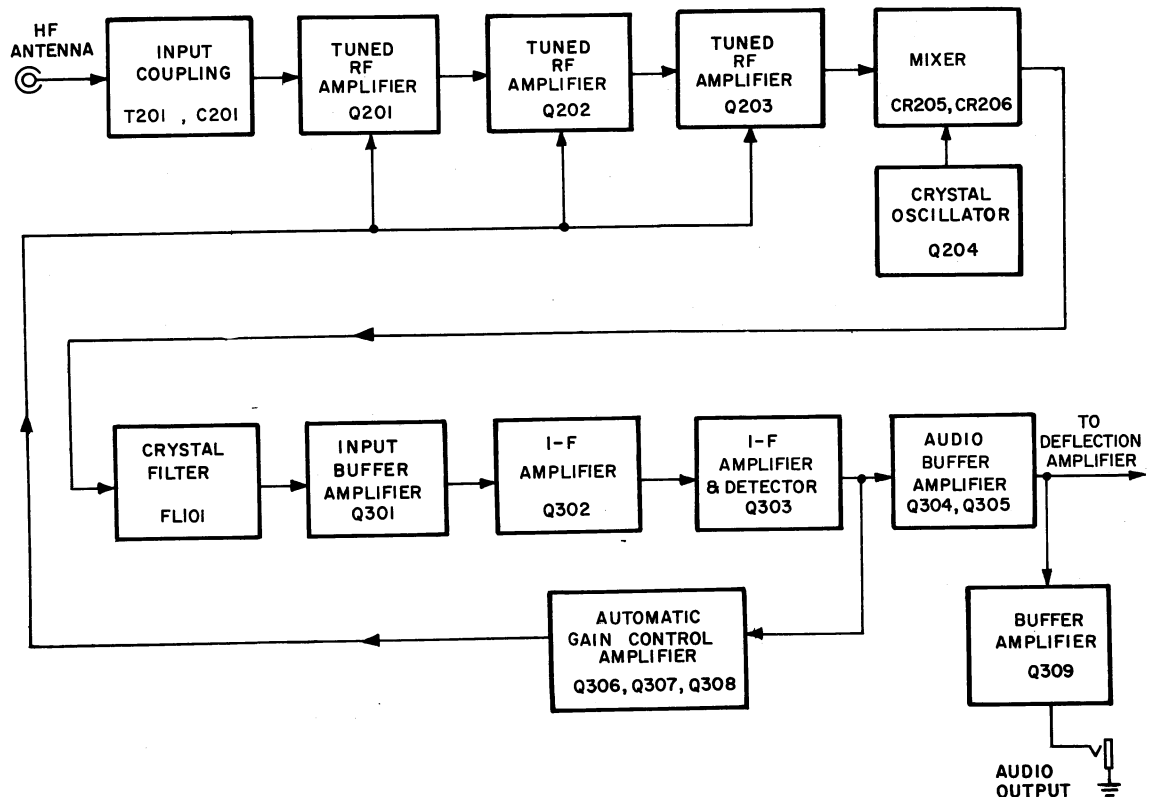 HF
ANTENNA
INPUT
COUPLING
T201 , C201
TUNED
RF
AMPLIFIER
Q201
TUNED
RF
AMPLIFIER
Q202
TUNED
RF
AMPLIFIER
Q203
MIXER
CR205, CR206
CRYSTAL
OSCILLATOR
Q204
CRYSTAL
FILTER
FL101
INPUT
BUFFER
AMPLIFIER
Q301
I-F
AMPLIFIER
Q302
I-F
AMPLIFIER
& DETECTOR
Q303
AUDIO
BUFFER
AMPLIFIER
Q304, Q305
TO
DEFLECTION
AMPLIFIER
AUTOMATIC
GAIN CONTROL
AMPLIFIER
Q306, Q307, Q308
BUFFER
AMPLIFIER
Q309
AUDIO
OUTPUT